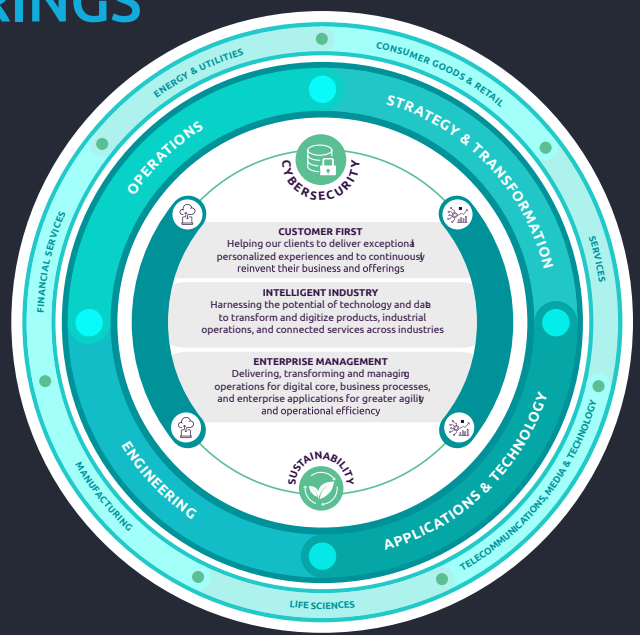 RINGS
ENERGY & UTILITIES
CONSUMER GOODS & RETAIL
SERVICES
TELECOMMUNICATIONS, MEDIA & TECHNOLOGY
LIFE SCIENCES
MANUFACTURING
FINANCIAL SERVICES
OPERATIONS
STRATEGY & TRANSFORMATION
APPLICATIONS & TECHNOLOGY
ENGINEERING
CYBERSECURITY
CUSTOMER FIRST
Helping our clients to deliver exceptional
personalized experiences and to continuously
reinvent their business and offerings
INTELLIGENT INDUSTRY
Harnessing the potential of technology and data
to transform and digitize products, industrial
operations, and connected services across industries
ENTERPRISE MANAGEMENT
Delivering, transforming and managing
operations for digital core, business processes,
and enterprise applications for greater agility
and operational efficiency
SUSTAINABILITY